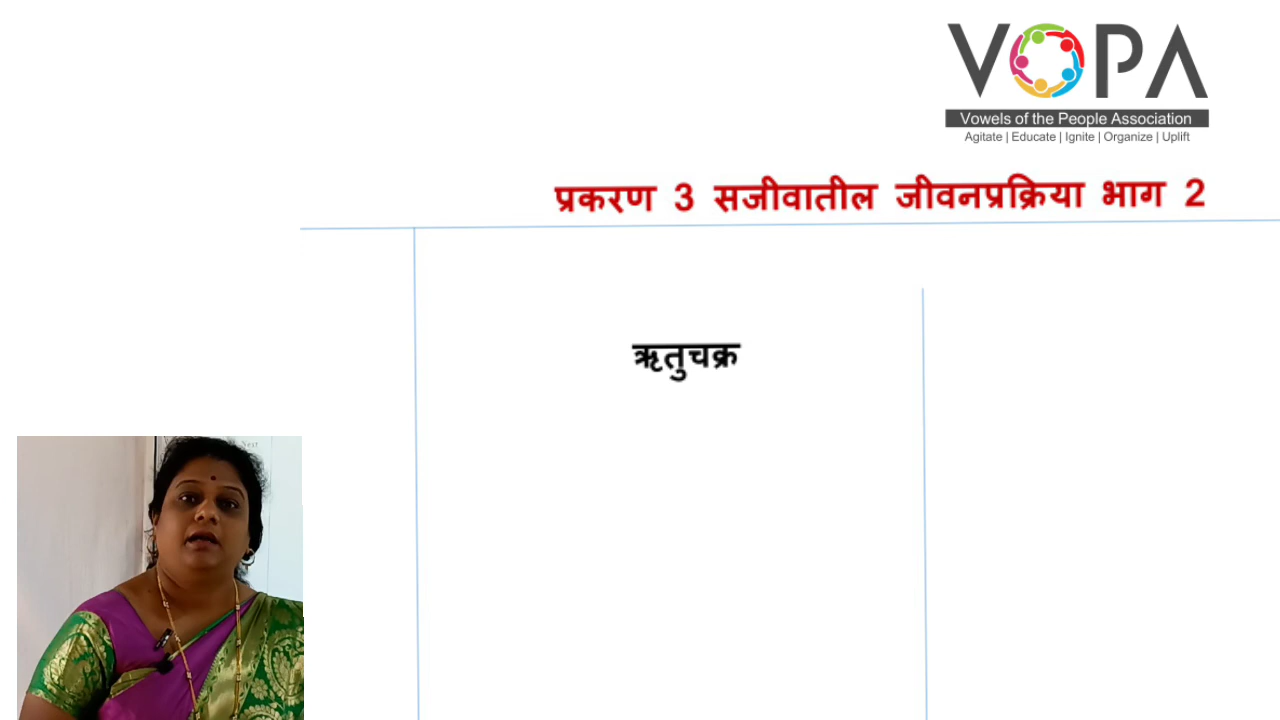 VOPA
Vowels of the People Association
Agitate | Educate | Ignite | Organize | Uplift
प्रकरण 3 सजीवातील जीवनप्रक्रिया भाग 2
ऋतुचक्र
Next